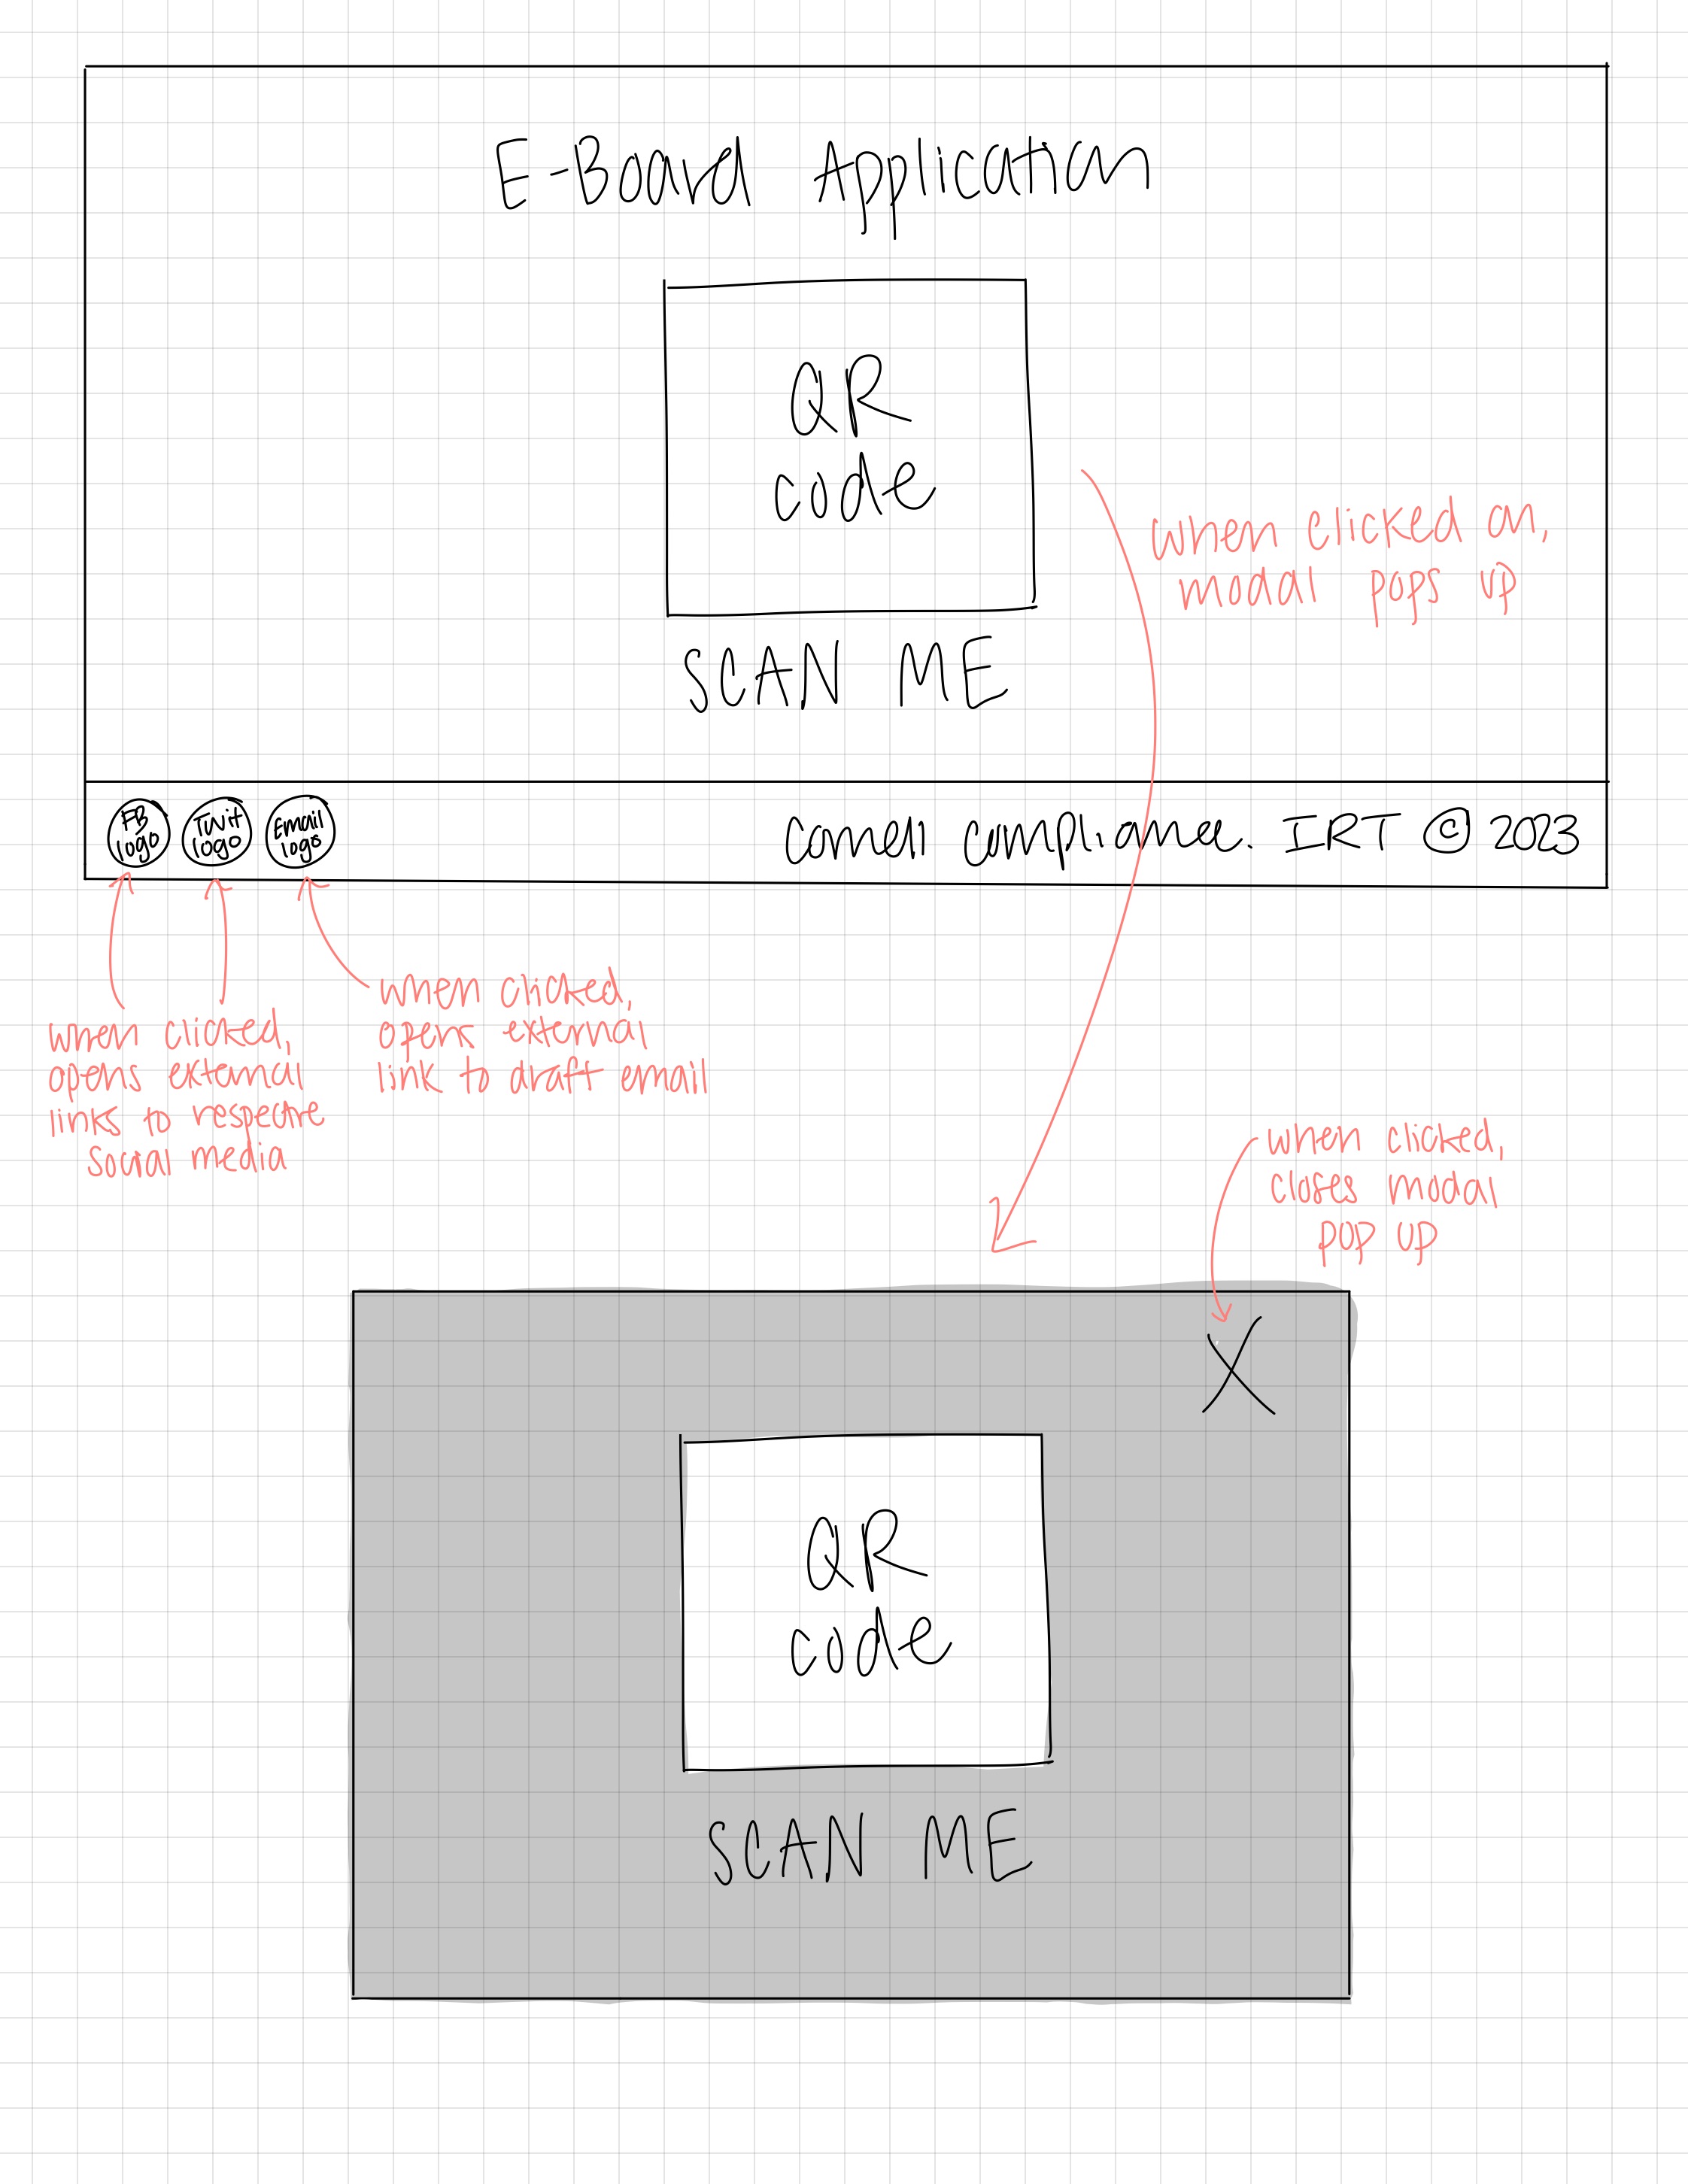 E-Board Application
QR
code
when clicked on,
modal pops up
SCAN ME
FB
logo
Twit
logo
Email
logo
Cornell Compliance. IRT © 2023
when clicked,
opens external
links to respective
social media
when clicked,
opens external
link to draft email
when clicked,
closes modal
pop up
X
QR
code
SCAN ME